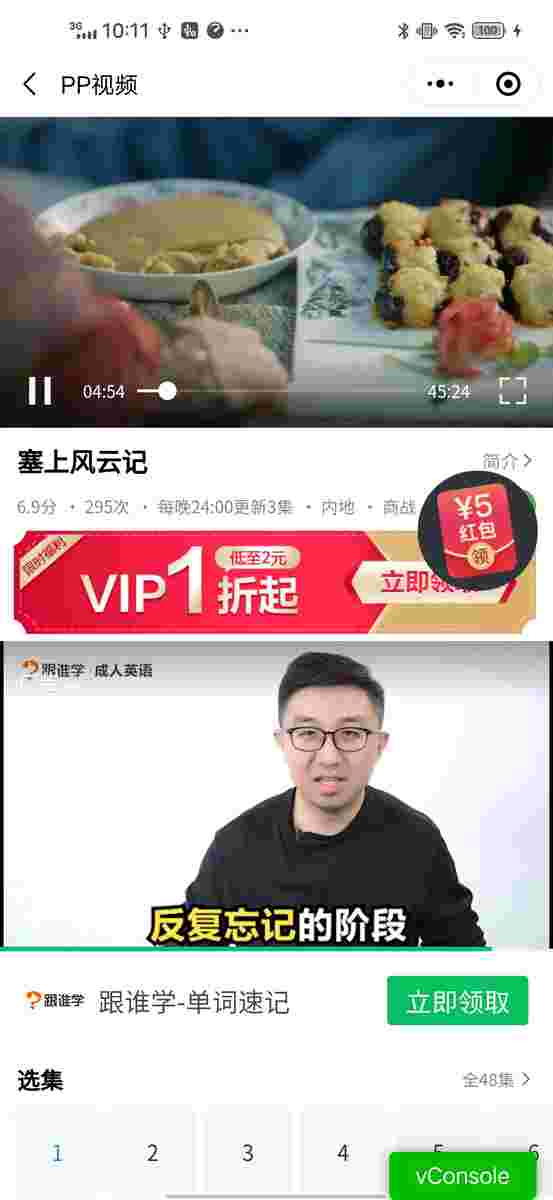 3G 10:11 100
PP视频
04:54 45:24
塞上风云记 简介
6.9分 · 295次 · 每晚24:00更新3集 · 内地 · 商战
¥5
红包
领
限时福利
VIP1折起
低至2元
立即领取
跟谁学 成人英语
反复忘记的阶段
跟谁学 跟谁学-单词速记 立即领取
选集 全48集
1 2 3 4 5 6
vConsole